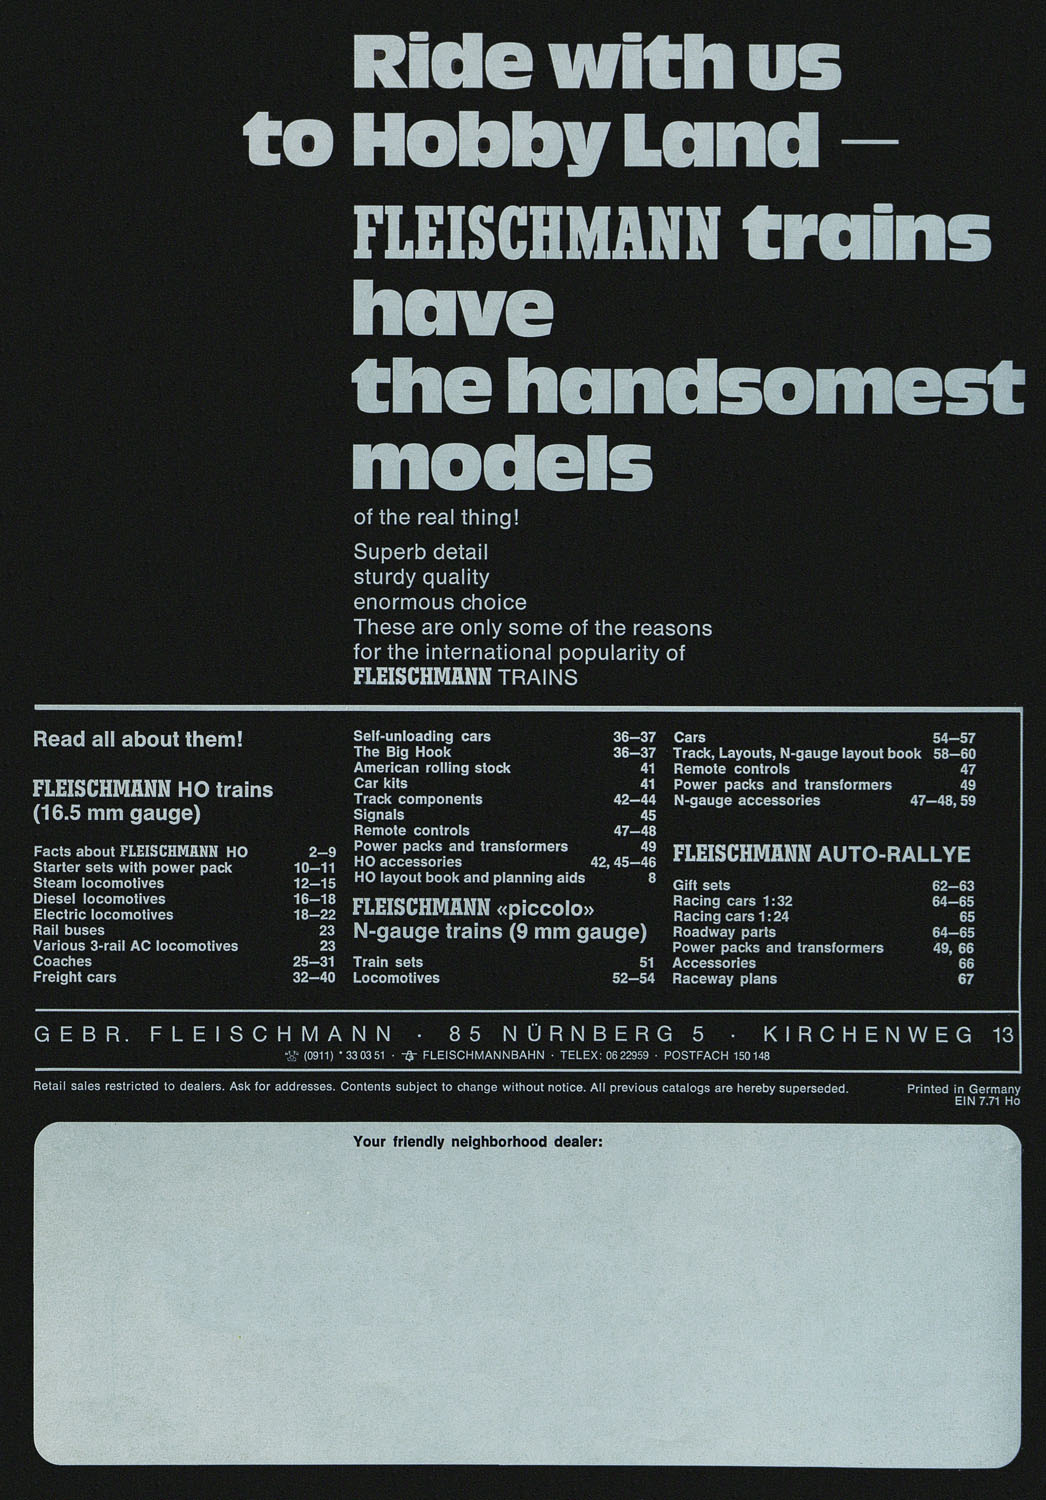 Ride with us
to Hobby Land —
FLEISCHMANN trains
have
the handsomest
models
of the real thing!
Superb detail
sturdy quality
enormous choice
These are only some of the reasons
for the international popularity of
FLEISCHMANN TRAINS
Read all about them!
FLEISCHMANN HO trains
(16.5 mm gauge)
Facts about FLEISCHMANN HO 2—9
Starter sets with power pack 10—11
Steam locomotives 12—15
Diesel locomotives 16—18
Electric locomotives 18—22
Rail buses 23
Various 3-rail AC locomotives 23
Coaches 25—31
Freight cars 32—40
Self-unloading cars 36—37
The Big Hook 36—37
American rolling stock 41
Car kits 41
Track components 42—44
Signals 45
Remote controls 47—48
Power packs and transformers 49
HO accessories 42, 45—46
HO layout book and planning aids 8
FLEISCHMANN «piccolo»
N-gauge trains (9 mm gauge)
Train sets 51
Locomotives 52—54
Cars 54—57
Track, Layouts, N-gauge layout book 58—60
Remote controls 47
Power packs and transformers 49
N-gauge accessories 47—48, 59
FLEISCHMANN AUTO-RALLYE
Gift sets 62—63
Racing cars 1:32 64—65
Racing cars 1:24 65
Roadway parts 64—65
Power packs and transformers 49, 66
Accessories 66
Raceway plans 67
GEBR. FLEISCHMANN · 85 NÜRNBERG 5 · KIRCHENWEG 13
(0911) * 33 03 51 · FLEISCHMANNBAHN · TELEX: 06 22959 · POSTFACH 150 148
Retail sales restricted to dealers. Ask for addresses. Contents subject to change without notice. All previous catalogs are hereby superseded.
Printed in Germany
EIN 7.71 Ho
Your friendly neighborhood dealer: